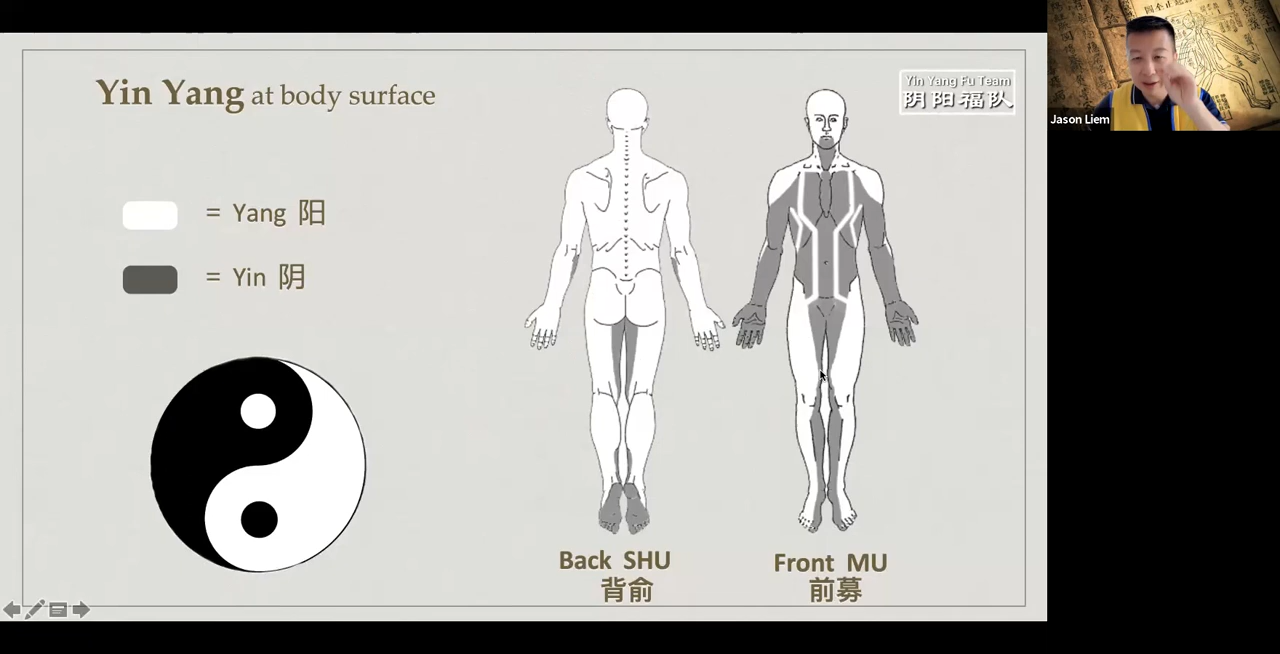 Yin Yang at body surface
Yin Yang Fu Team
阴阳福队
= Yang 阳
= Yin 阴
Back SHU
背俞
Front MU
前募
Jason Liem